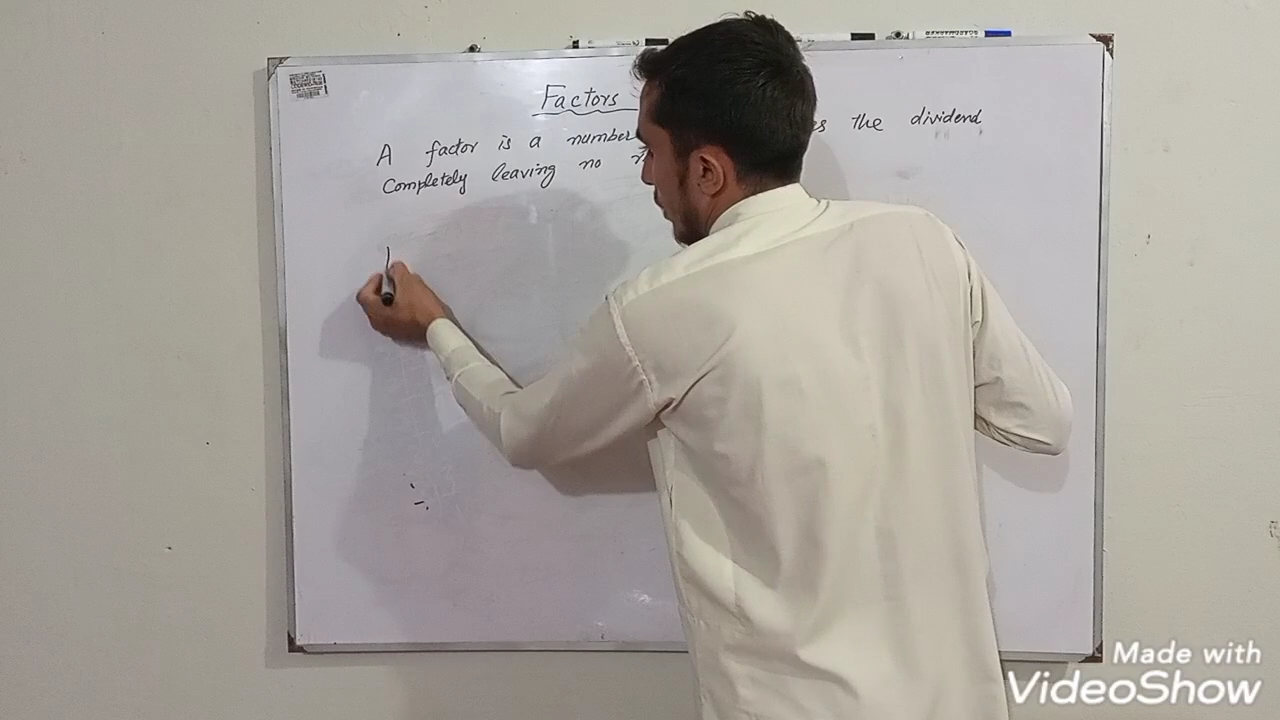 Factors
A factor is a number the dividend
Completely leaving no
Made with
VideoShow